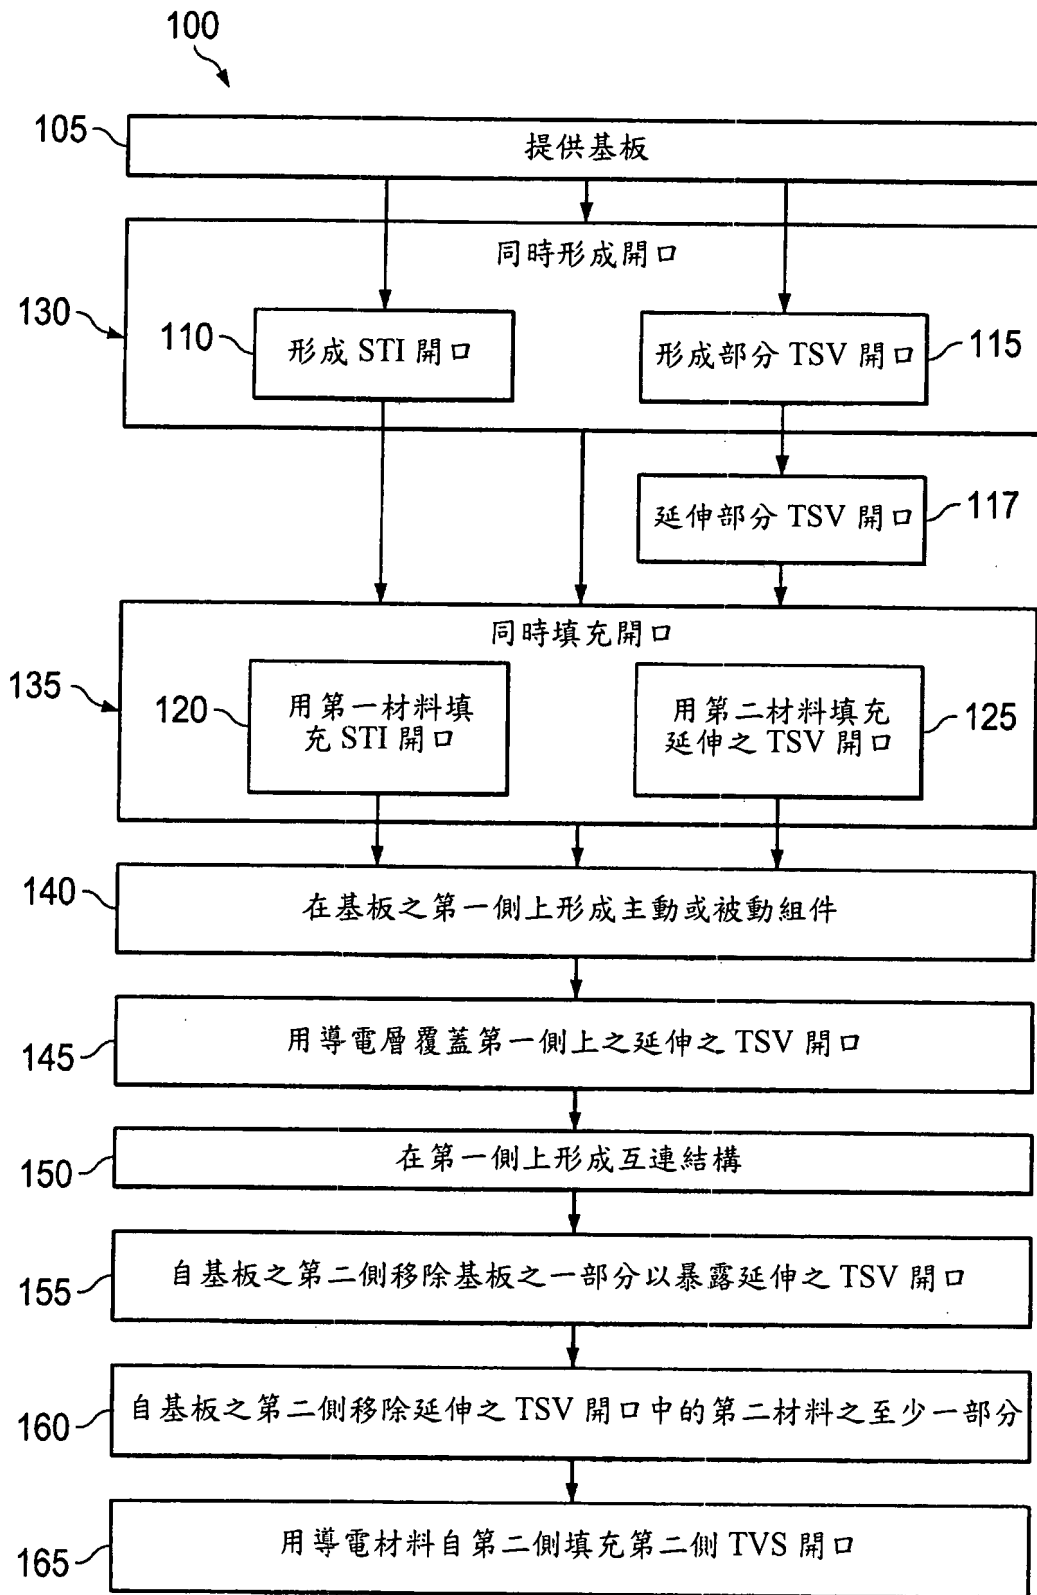 100
105
提供基板
同時形成開口
130
110
形成 STI 開口
形成部分 TSV 開口
115
延伸部分 TSV 開口
117
同時填充開口
135
120
用第一材料填
充 STI 開口
用第二材料填充
延伸之 TSV 開口
125
140
在基板之第一側上形成主動或被動組件
145
用導電層覆蓋第一側上之延伸之 TSV 開口
150
在第一側上形成互連結構
155
自基板之第二側移除基板之一部分以暴露延伸之 TSV 開口
160
自基板之第二側移除延伸之 TSV 開口中的第二材料之至少一部分
165
用導電材料自第二側填充第二側 TVS 開口